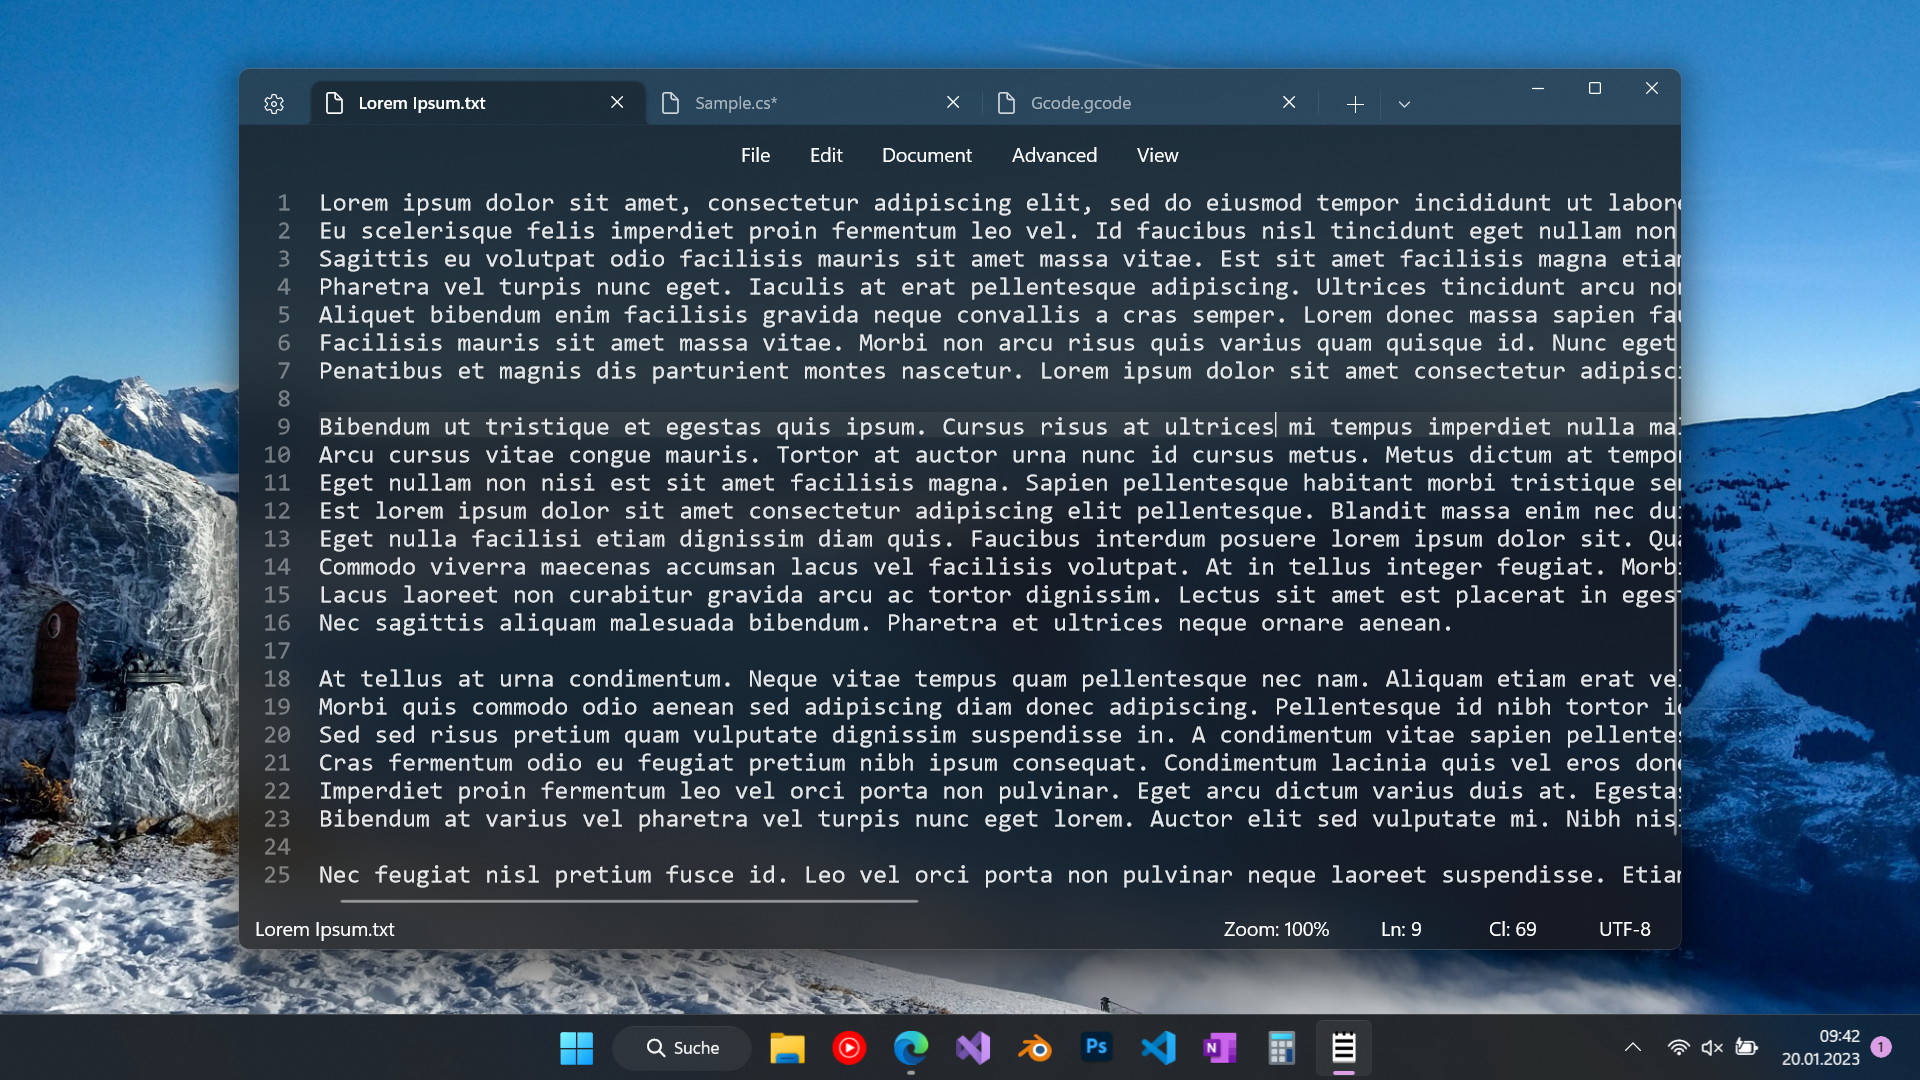 Lorem Ipsum.txt
Sample.cs*
Gcode.gcode
File Edit Document Advanced View
1 Lorem ipsum dolor sit amet, consectetur adipiscing elit, sed do eiusmod tempor incididunt ut labore
2 Eu scelerisque felis imperdiet proin fermentum leo vel. Id faucibus nisl tincidunt eget nullam non
3 Sagittis eu volutpat odio facilisis mauris sit amet massa vitae. Est sit amet facilisis magna etiam
4 Pharetra vel turpis nunc eget. Iaculis at erat pellentesque adipiscing. Ultrices tincidunt arcu non
5 Aliquet bibendum enim facilisis gravida neque convallis a cras semper. Lorem donec massa sapien fau
6 Facilisis mauris sit amet massa vitae. Morbi non arcu risus quis varius quam quisque id. Nunc eget
7 Penatibus et magnis dis parturient montes nascetur. Lorem ipsum dolor sit amet consectetur adipisc
8
9 Bibendum ut tristique et egestas quis ipsum. Cursus risus at ultrices mi tempus imperdiet nulla ma
10 Arcu cursus vitae congue mauris. Tortor at auctor urna nunc id cursus metus. Metus dictum at tempo
11 Eget nullam non nisi est sit amet facilisis magna. Sapien pellentesque habitant morbi tristique se
12 Est lorem ipsum dolor sit amet consectetur adipiscing elit pellentesque. Blandit massa enim nec du
13 Eget nulla facilisi etiam dignissim diam quis. Faucibus interdum posuere lorem ipsum dolor sit. Qua
14 Commodo viverra maecenas accumsan lacus vel facilisis volutpat. At in tellus integer feugiat. Morb
15 Lacus laoreet non curabitur gravida arcu ac tortor dignissim. Lectus sit amet est placerat in eges
16 Nec sagittis aliquam malesuada bibendum. Pharetra et ultrices neque ornare aenean.
17
18 At tellus at urna condimentum. Neque vitae tempus quam pellentesque nec nam. Aliquam etiam erat ve
19 Morbi quis commodo odio aenean sed adipiscing diam donec adipiscing. Pellentesque id nibh tortor i
20 Sed sed risus pretium quam vulputate dignissim suspendisse in. A condimentum vitae sapien pellente
21 Cras fermentum odio eu feugiat pretium nibh ipsum consequat. Condimentum lacinia quis vel eros don
22 Imperdiet proin fermentum leo vel orci porta non pulvinar. Eget arcu dictum varius duis at. Egesta
23 Bibendum at varius vel pharetra vel turpis nunc eget lorem. Auctor elit sed vulputate mi. Nibh nis
24
25 Nec feugiat nisl pretium fusce id. Leo vel orci porta non pulvinar neque laoreet suspendisse. Etia
Lorem Ipsum.txt Zoom: 100% Ln: 9 Cl: 69 UTF-8
Suche
Ps
N
09:42
20.01.2023
1